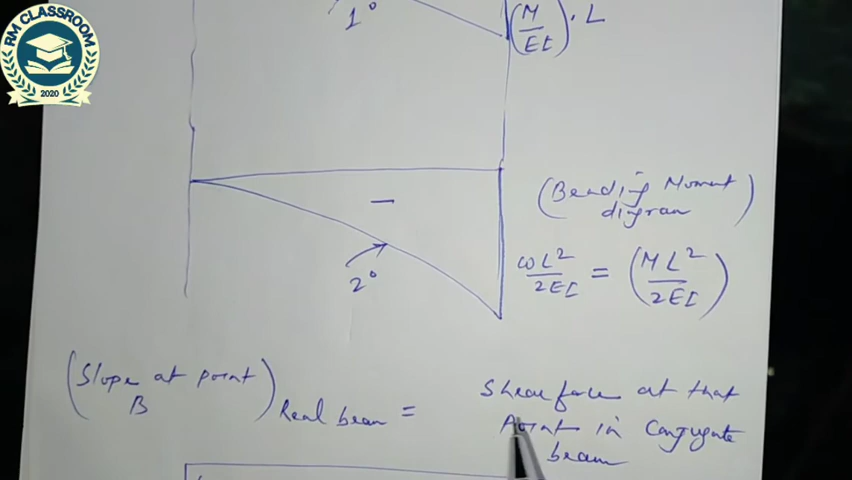 RM CLASSROOM
2020
1°
(M/EI) · L
(Bending Moment
diagram)
–
ωL²/2EI = (ML²/2EI)
2°
(Slope at point
B) Real beam =
Shear force at that
Point in Conjugate
beam